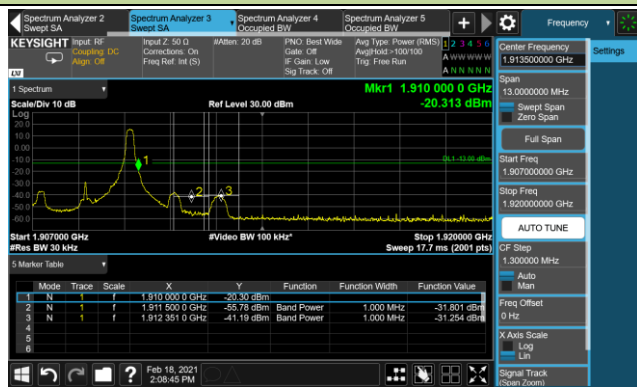 Spectrum Analyzer 2
Swept SA
Spectrum Analyzer 3
Swept SA
Spectrum Analyzer 4
Occupied BW
Spectrum Analyzer 5
Occupied BW
+
Frequency
KEYSIGHT
Input: RF
Coupling: DC
Align: Off
Input Z: 50 Ω
Corrections: On
Freq Ref: Int (S)
#Atten: 20 dB
PNO: Best Wide
Gate: Off
IF Gain: Low
Sig Track: Off
Avg Type: Power (RMS)
Avg|Hold: >100/100
Trig: Free Run
1 2 3 4 5 6
A W W W W W
A N N N N N
LXI
1 Spectrum
Scale/Div 10 dB
Ref Level 30.00 dBm
Mkr1 1.910 000 0 GHz
-20.313 dBm
Log
20.0
10.0
0.00
-10.0
-20.0
-30.0
-40.0
-50.0
-60.0
1
2
3
DL1 -13.00 dBm
Start 1.907000 GHz
#Res BW 30 kHz
#Video BW 100 kHz*
Stop 1.920000 GHz
Sweep 17.7 ms (2001 pts)
5 Marker Table
Mode Trace Scale X Y Function Function Width Function Value
1 N 1 f 1.910 000 0 GHz -20.30 dBm
2 N 1 f 1.911 500 0 GHz -55.78 dBm Band Power 1.000 MHz -31.801 dBm
3 N 1 f 1.912 351 0 GHz -41.19 dBm Band Power 1.000 MHz -31.254 dBm
4
5
6
Feb 18, 2021
2:08:45 PM
?
Center Frequency
1.913500000 GHz
Settings
Span
13.0000000 MHz
Swept Span
Zero Span
Full Span
Start Freq
1.907000000 GHz
Stop Freq
1.920000000 GHz
AUTO TUNE
CF Step
1.300000 MHz
Auto
Man
Freq Offset
0 Hz
X Axis Scale
Log
Lin
Signal Track
(Span Zoom)